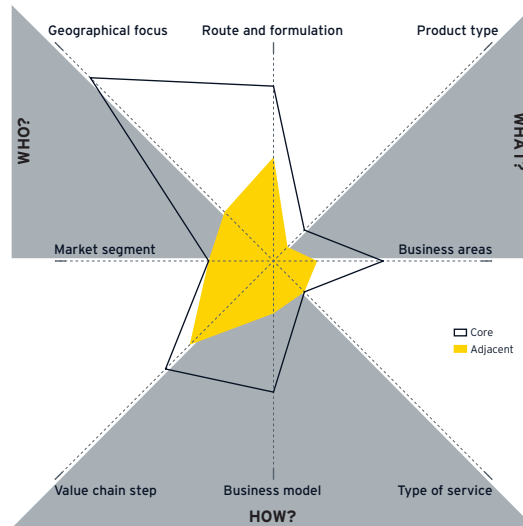 Geographical focus
Route and formulation
Product type
WHO?
WHAT?
Market segment
Business areas
Core
Adjacent
Value chain step
Business model
Type of service
HOW?